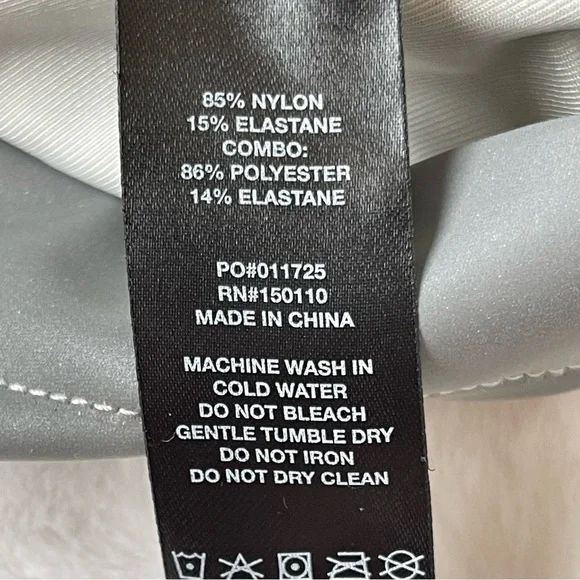 85% NYLON
15% ELASTANE
COMBO:
86% POLYESTER
14% ELASTANE
PO#011725
RN#150110
MADE IN CHINA
MACHINE WASH IN
COLD WATER
DO NOT BLEACH
GENTLE TUMBLE DRY
DO NOT IRON
DO NOT DRY CLEAN